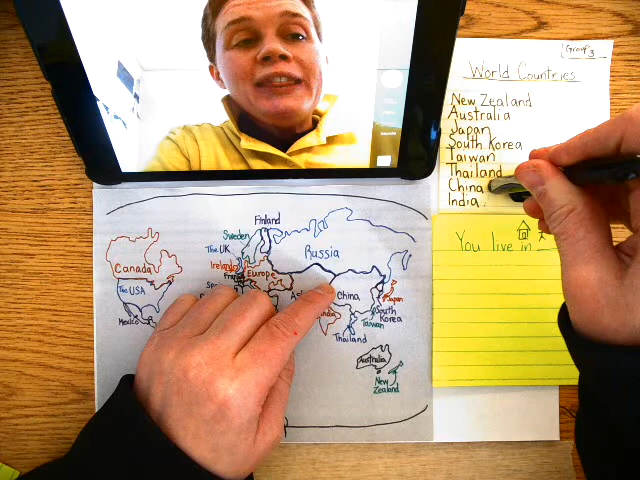 Group 3
World Countries
New Zealand
Australia
Japan
South Korea
Taiwan
Thailand
China
India
You live in
Finland
Sweden
The UK
Russia
Ireland
Europe
Canada
The USA
Mexico
China
Japan
South
Korea
Taiwan
Thailand
Australia
New
Zealand